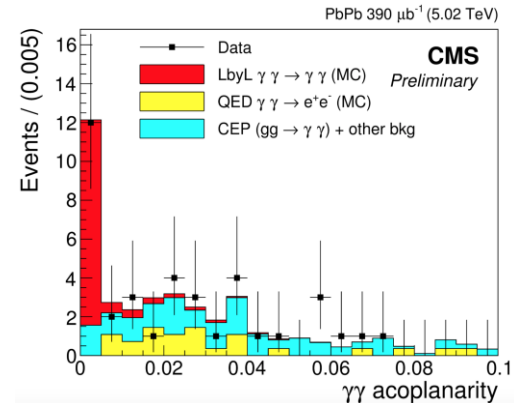 PbPb 390 μb⁻¹ (5.02 TeV)
Events / (0.005)
16
14
12
10
8
6
4
2
0
Data
LbyL γ γ → γ γ (MC)
QED γ γ → e⁺e⁻ (MC)
CEP (gg → γ γ) + other bkg
CMS
Preliminary
0 0.02 0.04 0.06 0.08 0.1
γγ acoplanarity